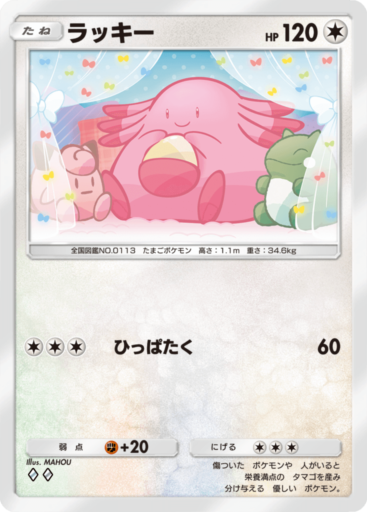 たね ラッキー HP 120
全国図鑑NO.0113 たまごポケモン 高さ：1.1m 重さ：34.6kg
ひっぱたく 60
弱点 +20 にげる
Illus. MAHOU
傷ついた ポケモンや 人がいると
栄養満点の タマゴを産み
分け与える 優しい ポケモン。